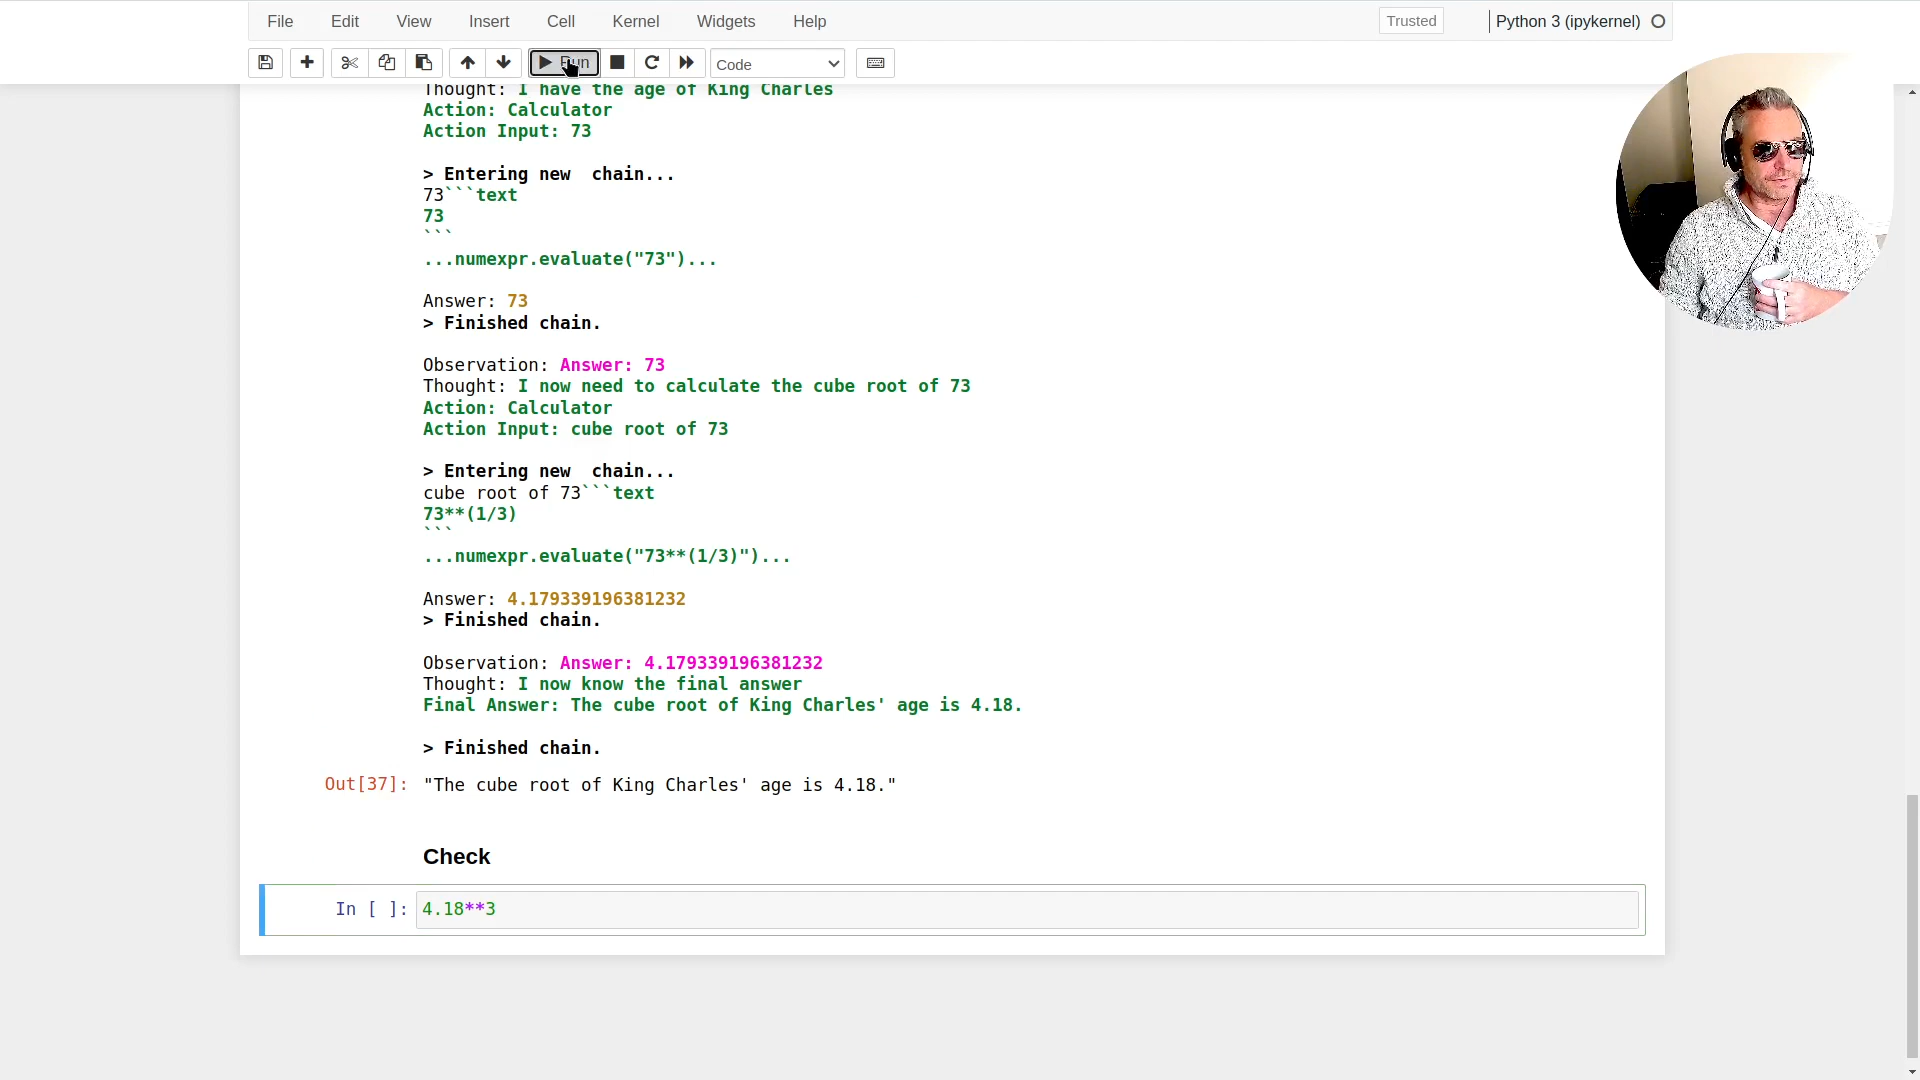 File Edit View Insert Cell Kernel Widgets Help Trusted Python 3 (ipykernel)
Run Code
Thought: I have the age of King Charles
Action: Calculator
Action Input: 73
> Entering new  chain...
73```text
73
```
...numexpr.evaluate("73")...
Answer: 73
> Finished chain.
Observation: Answer: 73
Thought: I now need to calculate the cube root of 73
Action: Calculator
Action Input: cube root of 73
> Entering new  chain...
cube root of 73```text
73**(1/3)
```
...numexpr.evaluate("73**(1/3)")...
Answer: 4.179339196381232
> Finished chain.
Observation: Answer: 4.179339196381232
Thought: I now know the final answer
Final Answer: The cube root of King Charles' age is 4.18.
> Finished chain.
Out[37]: "The cube root of King Charles' age is 4.18."
Check
In [ ]: 4.18**3